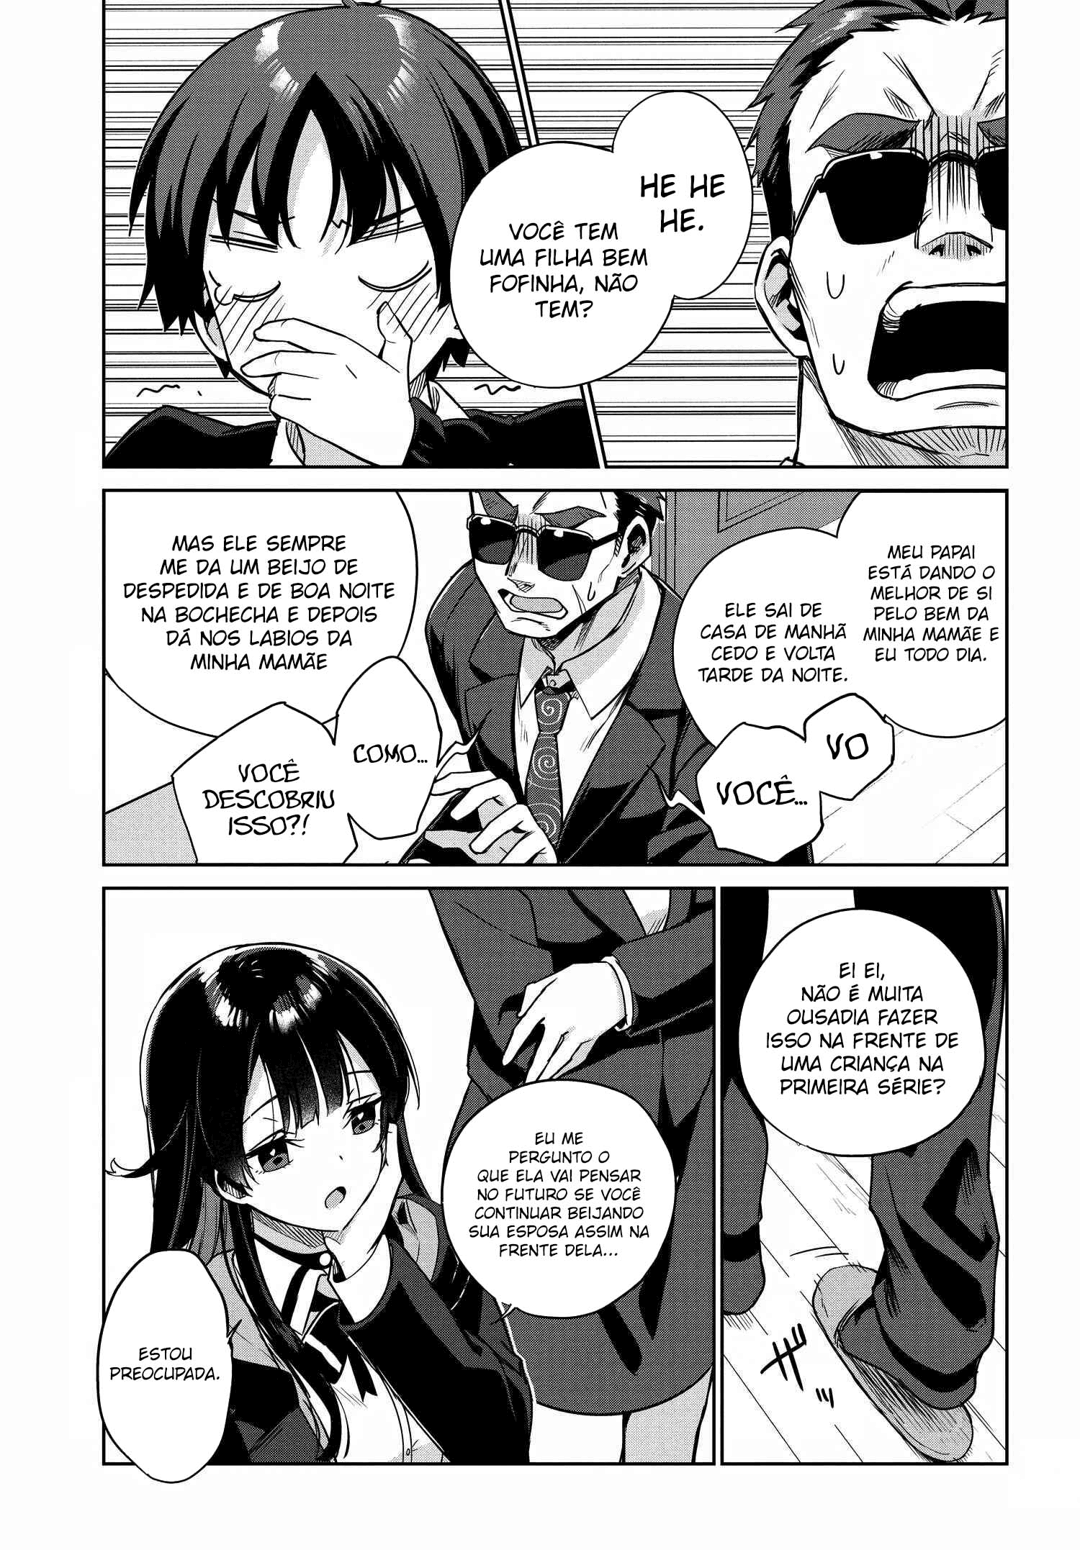 HE HE
HE.
VOCÊ TEM
UMA FILHA BEM
FOFINHA, NÃO
TEM?
MEU PAPAI
ESTÁ DANDO O
MELHOR DE SI
PELO BEM DA
MINHA MAMÃE E
EU TODO DIA.
ELE SAI DE
CASA DE MANHÃ
CEDO E VOLTA
TARDE DA NOITE.
VO
VOCÊ...
MAS ELE SEMPRE
ME DA UM BEIJO DE
DESPEDIDA E DE BOA NOITE
NA BOCHECHA E DEPOIS
DÁ NOS LABIOS DA
MINHA MAMÃE
COMO...
VOCÊ
DESCOBRIU
ISSO?!
EI EI,
NÃO É MUITA
OUSADIA FAZER
ISSO NA FRENTE DE
UMA CRIANÇA NA
PRIMEIRA SÉRIE?
ザッ
EU ME
PERGUNTO O
QUE ELA VAI PENSAR
NO FUTURO SE VOCÊ
CONTINUAR BEIJANDO
SUA ESPOSA ASSIM NA
FRENTE DELA...
ESTOU
PREOCUPADA.